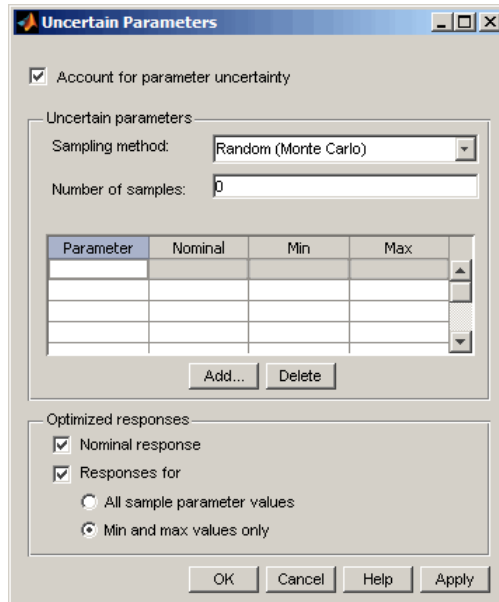 Uncertain Parameters
Account for parameter uncertainty
Uncertain parameters
Sampling method: Random (Monte Carlo)
Number of samples: 0
Parameter Nominal Min Max
Add... Delete
Optimized responses
Nominal response
Responses for
All sample parameter values
Min and max values only
OK Cancel Help Apply